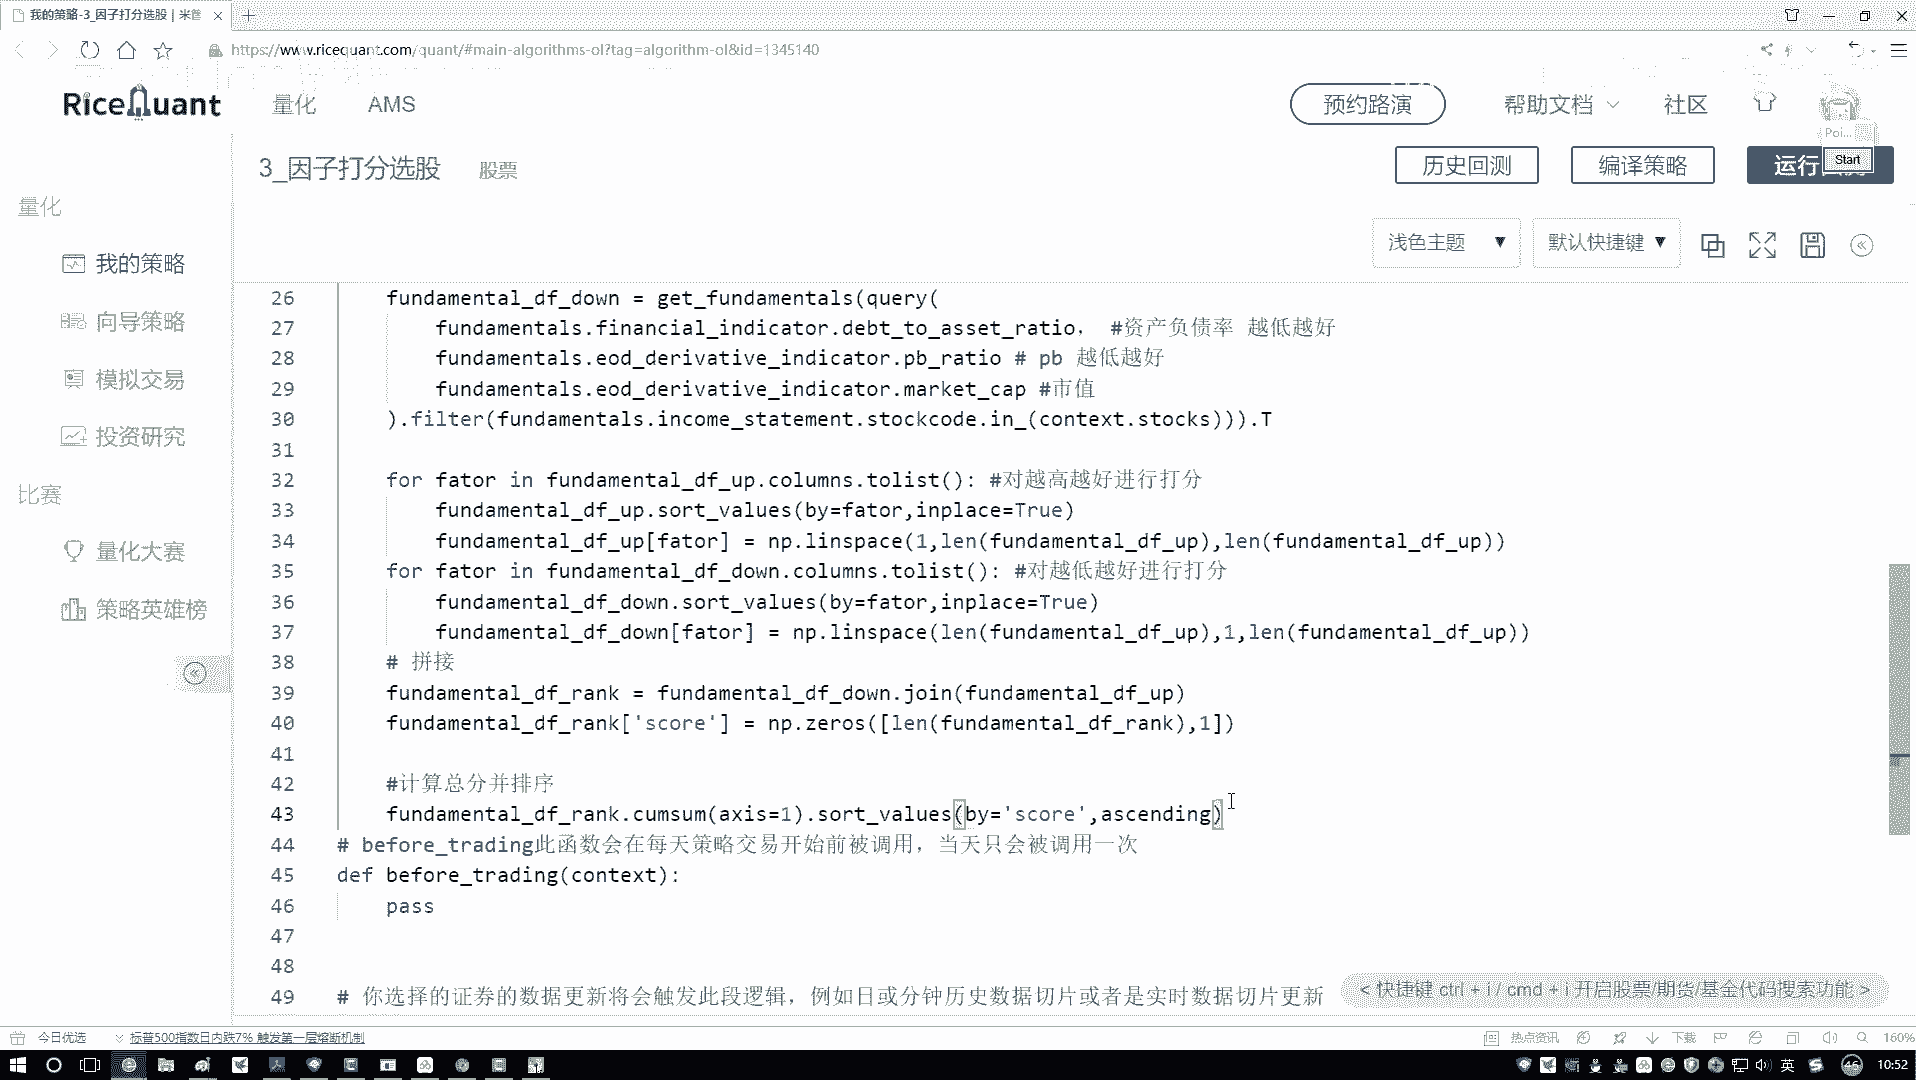 我的策略-3_因子打分选股 | 米筐
https://www.ricequant.com/quant/#main-algorithms-ol?tag=algorithm-ol&id=1345140
RiceQuant
量化
AMS
预约路演
帮助文档
社区
Poi...
Start
3_因子打分选股
股票
历史回测
编译策略
运行
量化
我的策略
向导策略
模拟交易
投资研究
比赛
量化大赛
策略英雄榜
浅色主题
默认快捷键
26 fundamental_df_down = get_fundamentals(query(
27 fundamentals.financial_indicator.debt_to_asset_ratio， #资产负债率 越低越好
28 fundamentals.eod_derivative_indicator.pb_ratio # pb 越低越好
29 fundamentals.eod_derivative_indicator.market_cap #市值
30 ).filter(fundamentals.income_statement.stockcode.in_(context.stocks))).T
31
32 for fator in fundamental_df_up.columns.tolist(): #对越高越好进行打分
33 fundamental_df_up.sort_values(by=fator,inplace=True)
34 fundamental_df_up[fator] = np.linspace(1,len(fundamental_df_up),len(fundamental_df_up))
35 for fator in fundamental_df_down.columns.tolist(): #对越低越好进行打分
36 fundamental_df_down.sort_values(by=fator,inplace=True)
37 fundamental_df_down[fator] = np.linspace(len(fundamental_df_up),1,len(fundamental_df_up))
38 # 拼接
39 fundamental_df_rank = fundamental_df_down.join(fundamental_df_up)
40 fundamental_df_rank['score'] = np.zeros([len(fundamental_df_rank),1])
41
42 #计算总分并排序
43 fundamental_df_rank.cumsum(axis=1).sort_values(by='score',ascending)
44 # before_trading此函数会在每天策略交易开始前被调用，当天只会被调用一次
45 def before_trading(context):
46 pass
47
48
49 # 你选择的证券的数据更新将会触发此段逻辑，例如日或分钟历史数据切片或者是实时数据切片更新
< 快捷键 ctrl + i / cmd + i 开启股票/期货/基金代码搜索功能 >
今日优选
标普500指数日内跌7% 触发第一层熔断机制
热点资讯
下载
160%
英
46
10:52